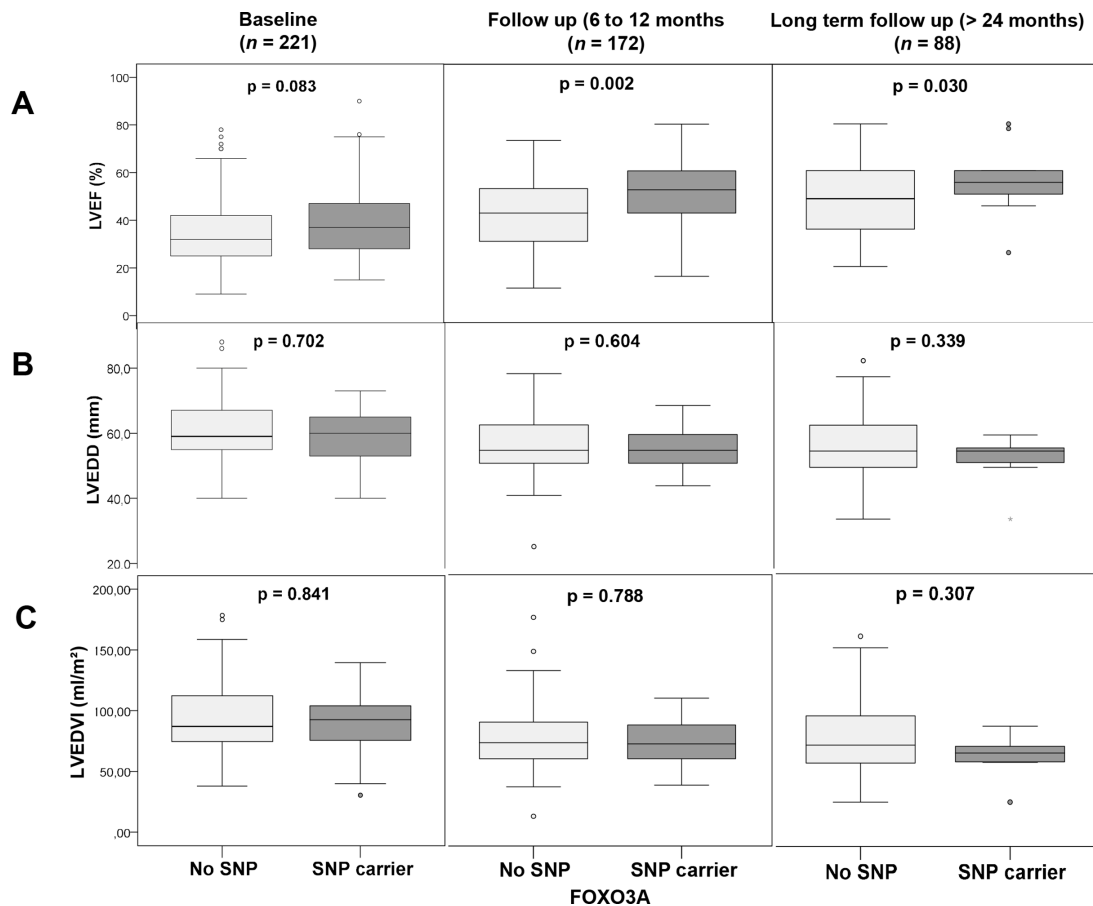 Baseline
(n = 221)
Follow up (6 to 12 months
(n = 172)
Long term follow up (> 24 months)
(n = 88)
A
LVEF (%)
100
80
60
40
20
0
p = 0.083
p = 0.002
p = 0.030
B
LVEDD (mm)
80,0
60,0
40,0
20,0
p = 0.702
p = 0.604
p = 0.339
*
C
LVEDVI (ml/m²)
200,00
150,00
100,00
50,00
,00
p = 0.841
p = 0.788
p = 0.307
No SNP
SNP carrier
No SNP
SNP carrier
No SNP
SNP carrier
FOXO3A